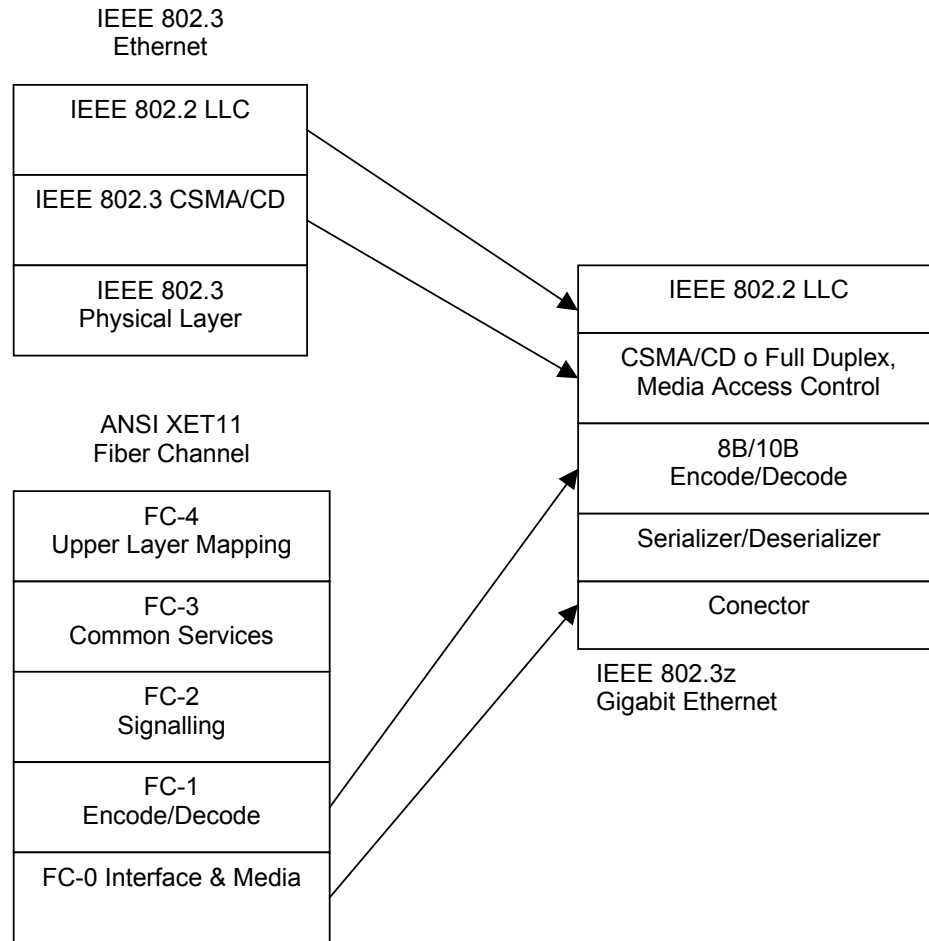 IEEE 802.3
Ethernet
IEEE 802.2 LLC
IEEE 802.3 CSMA/CD
IEEE 802.3
Physical Layer
ANSI XET11
Fiber Channel
FC-4
Upper Layer Mapping
FC-3
Common Services
FC-2
Signalling
FC-1
Encode/Decode
FC-0 Interface & Media
IEEE 802.2 LLC
CSMA/CD o Full Duplex,
Media Access Control
8B/10B
Encode/Decode
Serializer/Deserializer
Conector
IEEE 802.3z
Gigabit Ethernet